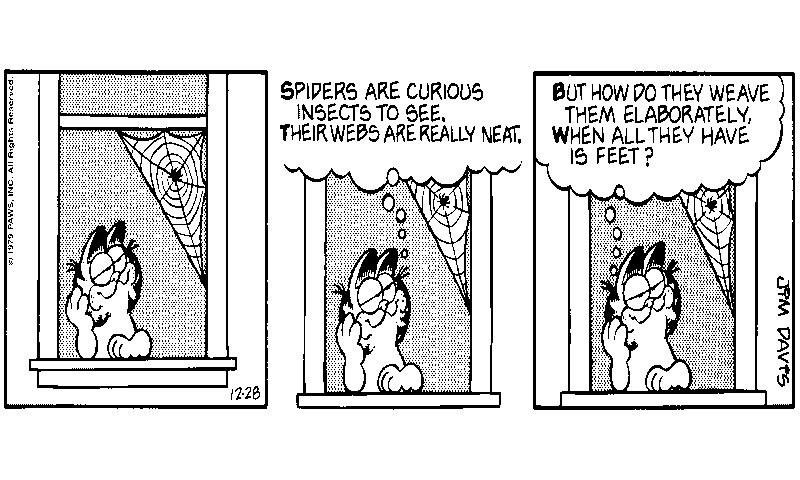 © 1979 PAWS, INC. All Rights Reserved.
12-28
SPIDERS ARE CURIOUS
INSECTS TO SEE.
THEIR WEBS ARE REALLY NEAT.
BUT HOW DO THEY WEAVE
THEM ELABORATELY,
WHEN ALL THEY HAVE
IS FEET?
JIM DAVIS